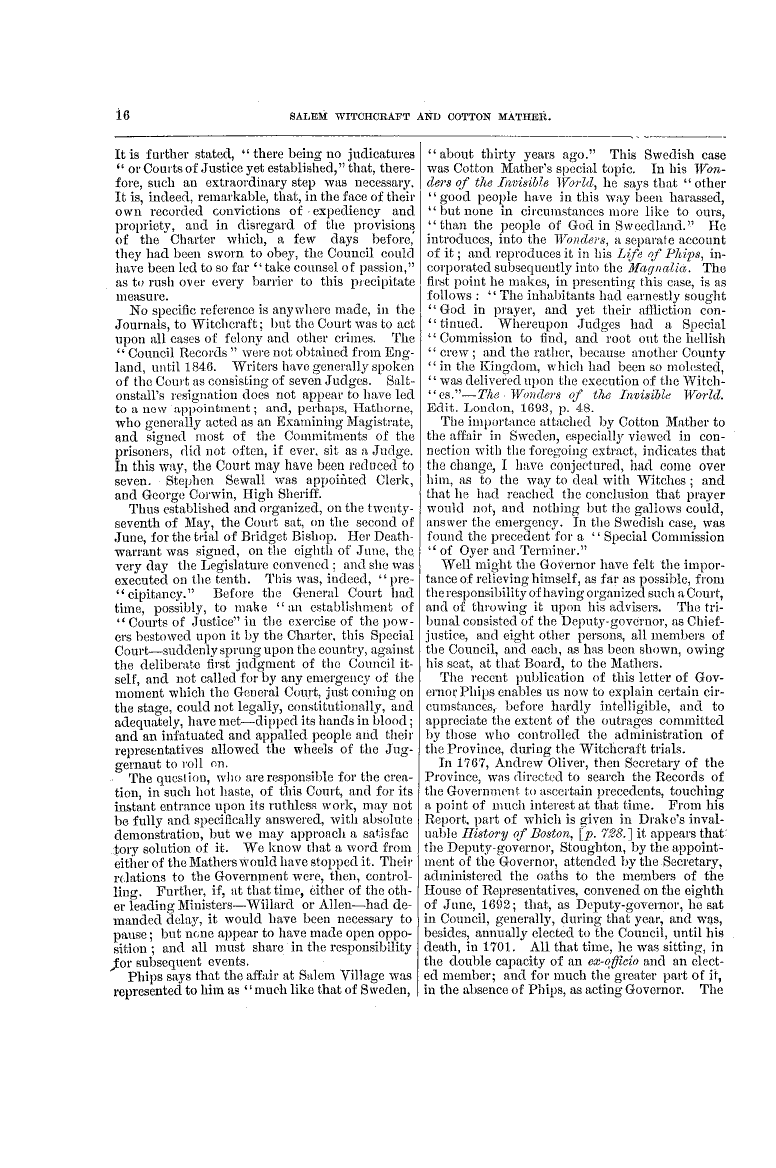 16
SALEM WITCHCRAFT AND COTTON MATHER.
It is further stated, “ there being no judicatures
“ or Courts of Justice yet established,” that, there-
fore, such an extraordinary step was necessary.
It is, indeed, remarkable, that, in the face of their
own recorded convictions of expediency and
propriety, and in disregard of the provisions
of the Charter which, a few days before,
they had been sworn to obey, the Council could
have been led to so far “take counsel of passion,”
as to rush over every barrier to this precipitate
measure.
No specific reference is anywhere made, in the
Journals, to Witchcraft; but the Court was to act
upon all cases of felony and other crimes. The
“ Council Records ” were not obtained from Eng-
land, until 1846. Writers have generally spoken
of the Court as consisting of seven Judges. Salt-
onstall’s resignation does not appear to have led
to a new appointment; and, perhaps, Hathorne,
who generally acted as an Examining Magistrate,
and signed most of the Commitments of the
prisoners, did not often, if ever, sit as a Judge.
In this way, the Court may have been reduced to
seven. Stephen Sewall was appointed Clerk,
and George Corwin, High Sheriff.
Thus established and organized, on the twenty-
seventh of May, the Court sat, on the second of
June, for the trial of Bridget Bishop. Her Death-
warrant was signed, on the eighth of June, the
very day the Legislature convened; and she was
executed on the tenth. This was, indeed, “pre-
“cipitancy.” Before the General Court had
time, possibly, to make “an establishment of
“Courts of Justice” in the exercise of the pow-
ers bestowed upon it by the Charter, this Special
Court—suddenly sprung upon the country, against
the deliberate first judgment of the Council it-
self, and not called for by any emergency of the
moment which the General Court, just coming on
the stage, could not legally, constitutionally, and
adequately, have met—dipped its hands in blood;
and an infatuated and appalled people and their
representatives allowed the wheels of the Jug-
gernaut to roll on.
The question, who are responsible for the crea-
tion, in such hot haste, of this Court, and for its
instant entrance upon its ruthless work, may not
be fully and specifically answered, with absolute
demonstration, but we may approach a satisfac
tory solution of it. We know that a word from
either of the Mathers would have stopped it. Their
relations to the Government were, then, control-
ling. Further, if, at that time, either of the oth-
er leading Ministers—Willard or Allen—had de-
manded delay, it would have been necessary to
pause; but none appear to have made open oppo-
sition; and all must share in the responsibility
for subsequent events.
Phips says that the affair at Salem Village was
represented to him as “much like that of Sweden,
“about thirty years ago.” This Swedish case
was Cotton Mather’s special topic. In his Won-
ders of the Invisible World, he says that “other
“good people have in this way been harassed,
“but none in circumstances more like to ours,
“than the people of God in Sweedland.” He
introduces, into the Wonders, a separate account
of it; and reproduces it in his Life of Phips, in-
corporated subsequently into the Magnalia. The
first point he makes, in presenting this case, is as
follows: “The inhabitants had earnestly sought
“God in prayer, and yet their affliction con-
“tinued. Whereupon Judges had a Special
“Commission to find, and root out the hellish
“crew; and the rather, because another County
“in the Kingdom, which had been so molested,
“was delivered upon the execution of the Witch-
“es.”—The Wonders of the Invisible World.
Edit. London, 1693, p. 48.
The importance attached by Cotton Mather to
the affair in Sweden, especially viewed in con-
nection with the foregoing extract, indicates that
the change, I have conjectured, had come over
him, as to the way to deal with Witches; and
that he had reached the conclusion that prayer
would not, and nothing but the gallows could,
answer the emergency. In the Swedish case, was
found the precedent for a “Special Commission
“of Oyer and Terminer.”
Well might the Governor have felt the impor-
tance of relieving himself, as far as possible, from
the responsibility of having organized such a Court,
and of throwing it upon his advisers. The tri-
bunal consisted of the Deputy-governor, as Chief-
justice, and eight other persons, all members of
the Council, and each, as has been shown, owing
his seat, at that Board, to the Mathers.
The recent publication of this letter of Gov-
ernor Phips enables us now to explain certain cir-
cumstances, before hardly intelligible, and to
appreciate the extent of the outrages committed
by those who controlled the administration of
the Province, during the Witchcraft trials.
In 1767, Andrew Oliver, then Secretary of the
Province, was directed to search the Records of
the Government to ascertain precedents, touching
a point of much interest at that time. From his
Report, part of which is given in Drake’s inval-
uable History of Boston, [p. 728.] it appears that
the Deputy-governor, Stoughton, by the appoint-
ment of the Governor, attended by the Secretary,
administered the oaths to the members of the
House of Representatives, convened on the eighth
of June, 1692; that, as Deputy-governor, he sat
in Council, generally, during that year, and was,
besides, annually elected to the Council, until his
death, in 1701. All that time, he was sitting, in
the double capacity of an ex-officio and an elect-
ed member; and for much the greater part of it,
in the absence of Phips, as acting Governor. The